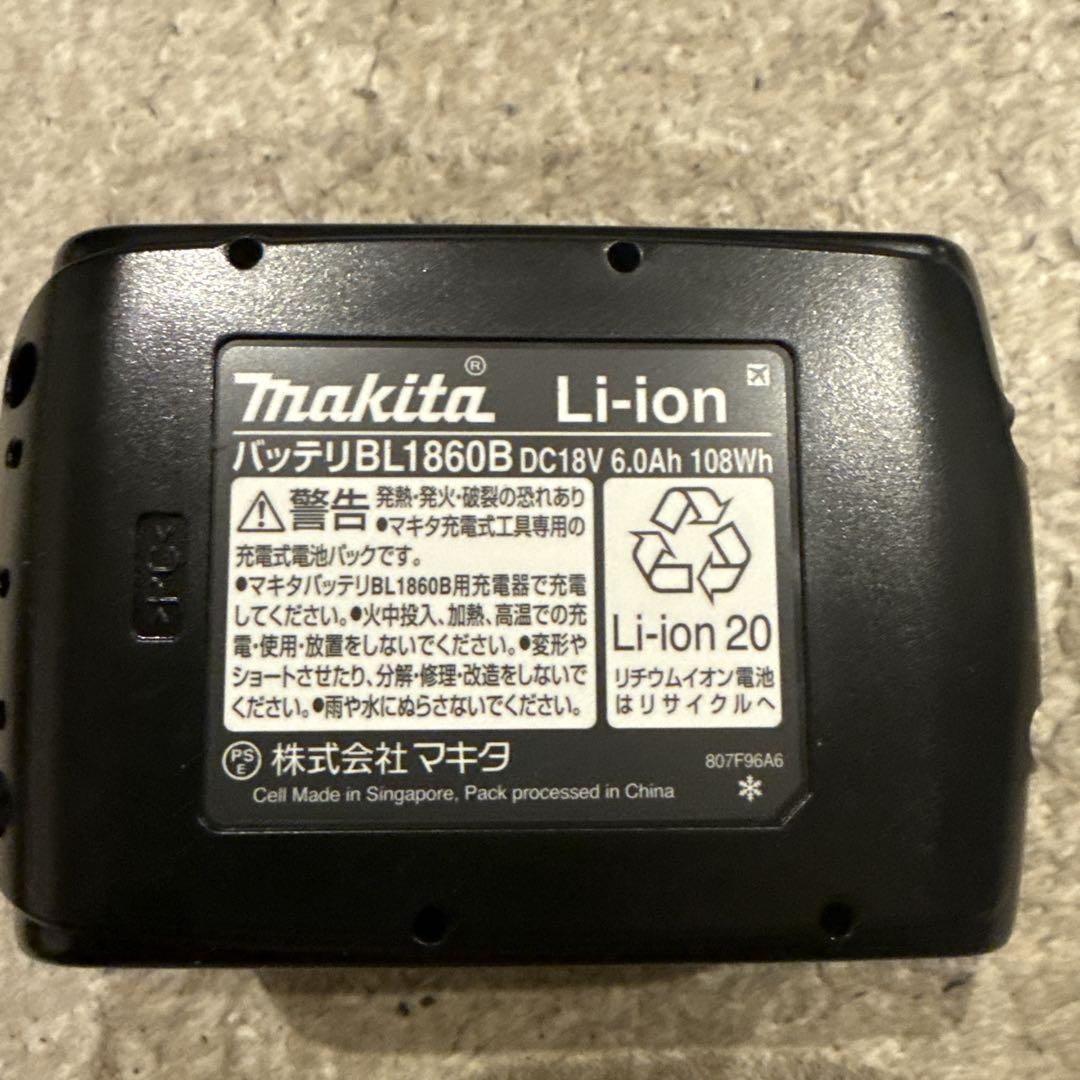 makita® Li-ion
バッテリBL1860B DC18V 6.0Ah 108Wh
警告 発熱・発火・破裂の恐れあり
●マキタ充電式工具専用の
充電式電池パックです。
●マキタバッテリBL1860B用充電器で充電
してください。●火中投入、加熱、高温での充
電・使用・放置をしないでください。●変形や
ショートさせたり、分解・修理・改造をしないで
ください。●雨や水にぬらさないでください。
Li-ion 20
リチウムイオン電池
はリサイクルへ
PSE 株式会社 マキタ
807F96A6
Cell Made in Singapore, Pack processed in China